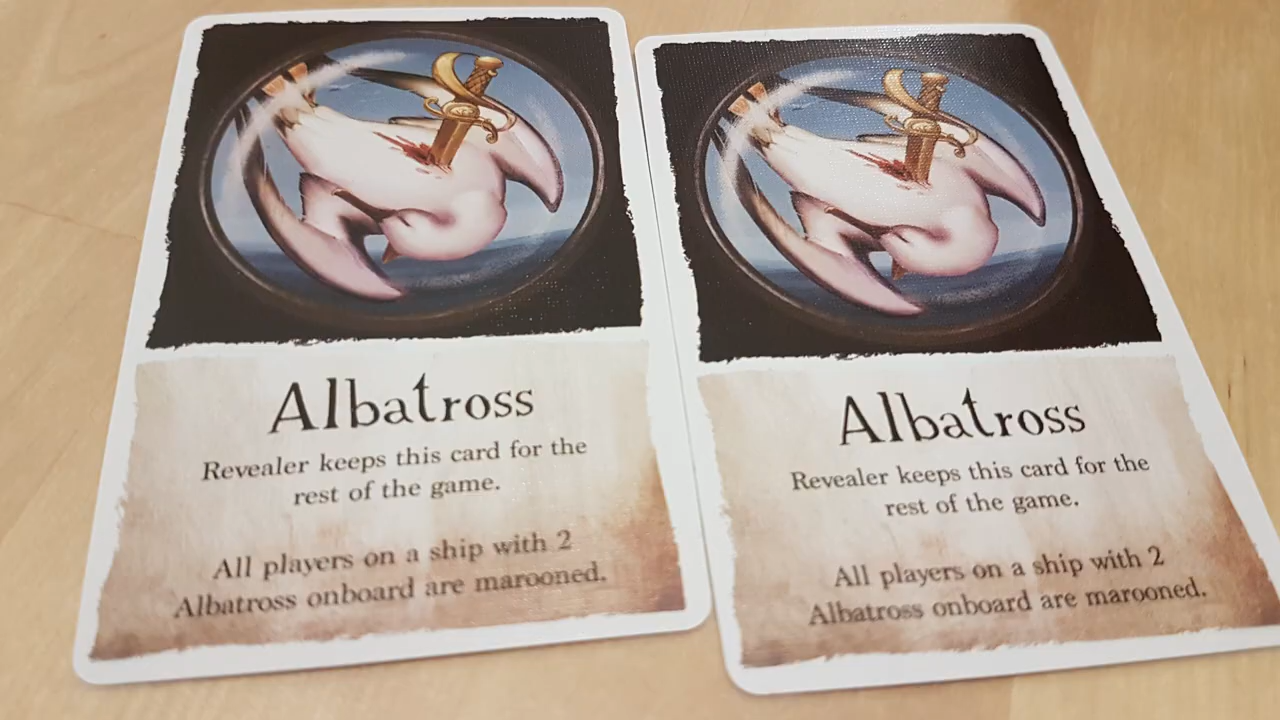 Albatross
Revealer keeps this card for the
rest of the game.
All players on a ship with 2
Albatross onboard are marooned.
Albatross
Revealer keeps this card for the
rest of the game.
All players on a ship with 2
Albatross onboard are marooned.